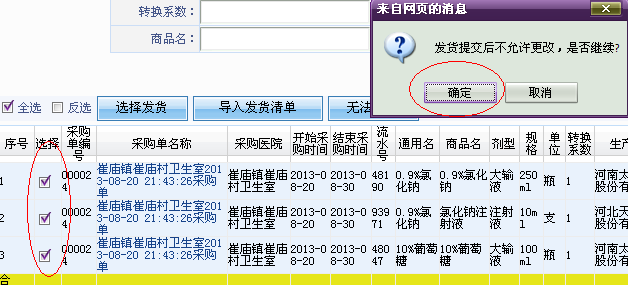 转换系数：
商品名：
来自网页的消息
发货提交后不允许更改，是否继续?
确定 取消
全选 反选 选择发货 导入发货清单 无法
序号 选择 采购单编号 采购单名称 采购医院 开始采购时间 结束采购时间 流水号 通用名 商品名 剂型 规格 单位 转换系数 生产
1 000024 崔庙镇崔庙村卫生室2013-08-20 21:43:26采购单 崔庙镇崔庙村卫生室 2013-08-20 2013-08-30 48190 0.9%氯化钠 0.9%氯化钠 大输液 250ml 瓶 1 河南太 股份有
2 000024 崔庙镇崔庙村卫生室2013-08-20 21:43:26采购单 崔庙镇崔庙村卫生室 2013-08-20 2013-08-30 93971 0.9%氯化钠 氯化钠注射液 注射液 10ml 支 1 河北天 股份有
3 000024 崔庙镇崔庙村卫生室2013-08-20 21:43:26采购单 崔庙镇崔庙村卫生室 2013-08-20 2013-08-30 48047 10%葡萄糖 10%葡萄糖 大输液 100ml 瓶 1 河南太 股份有
合